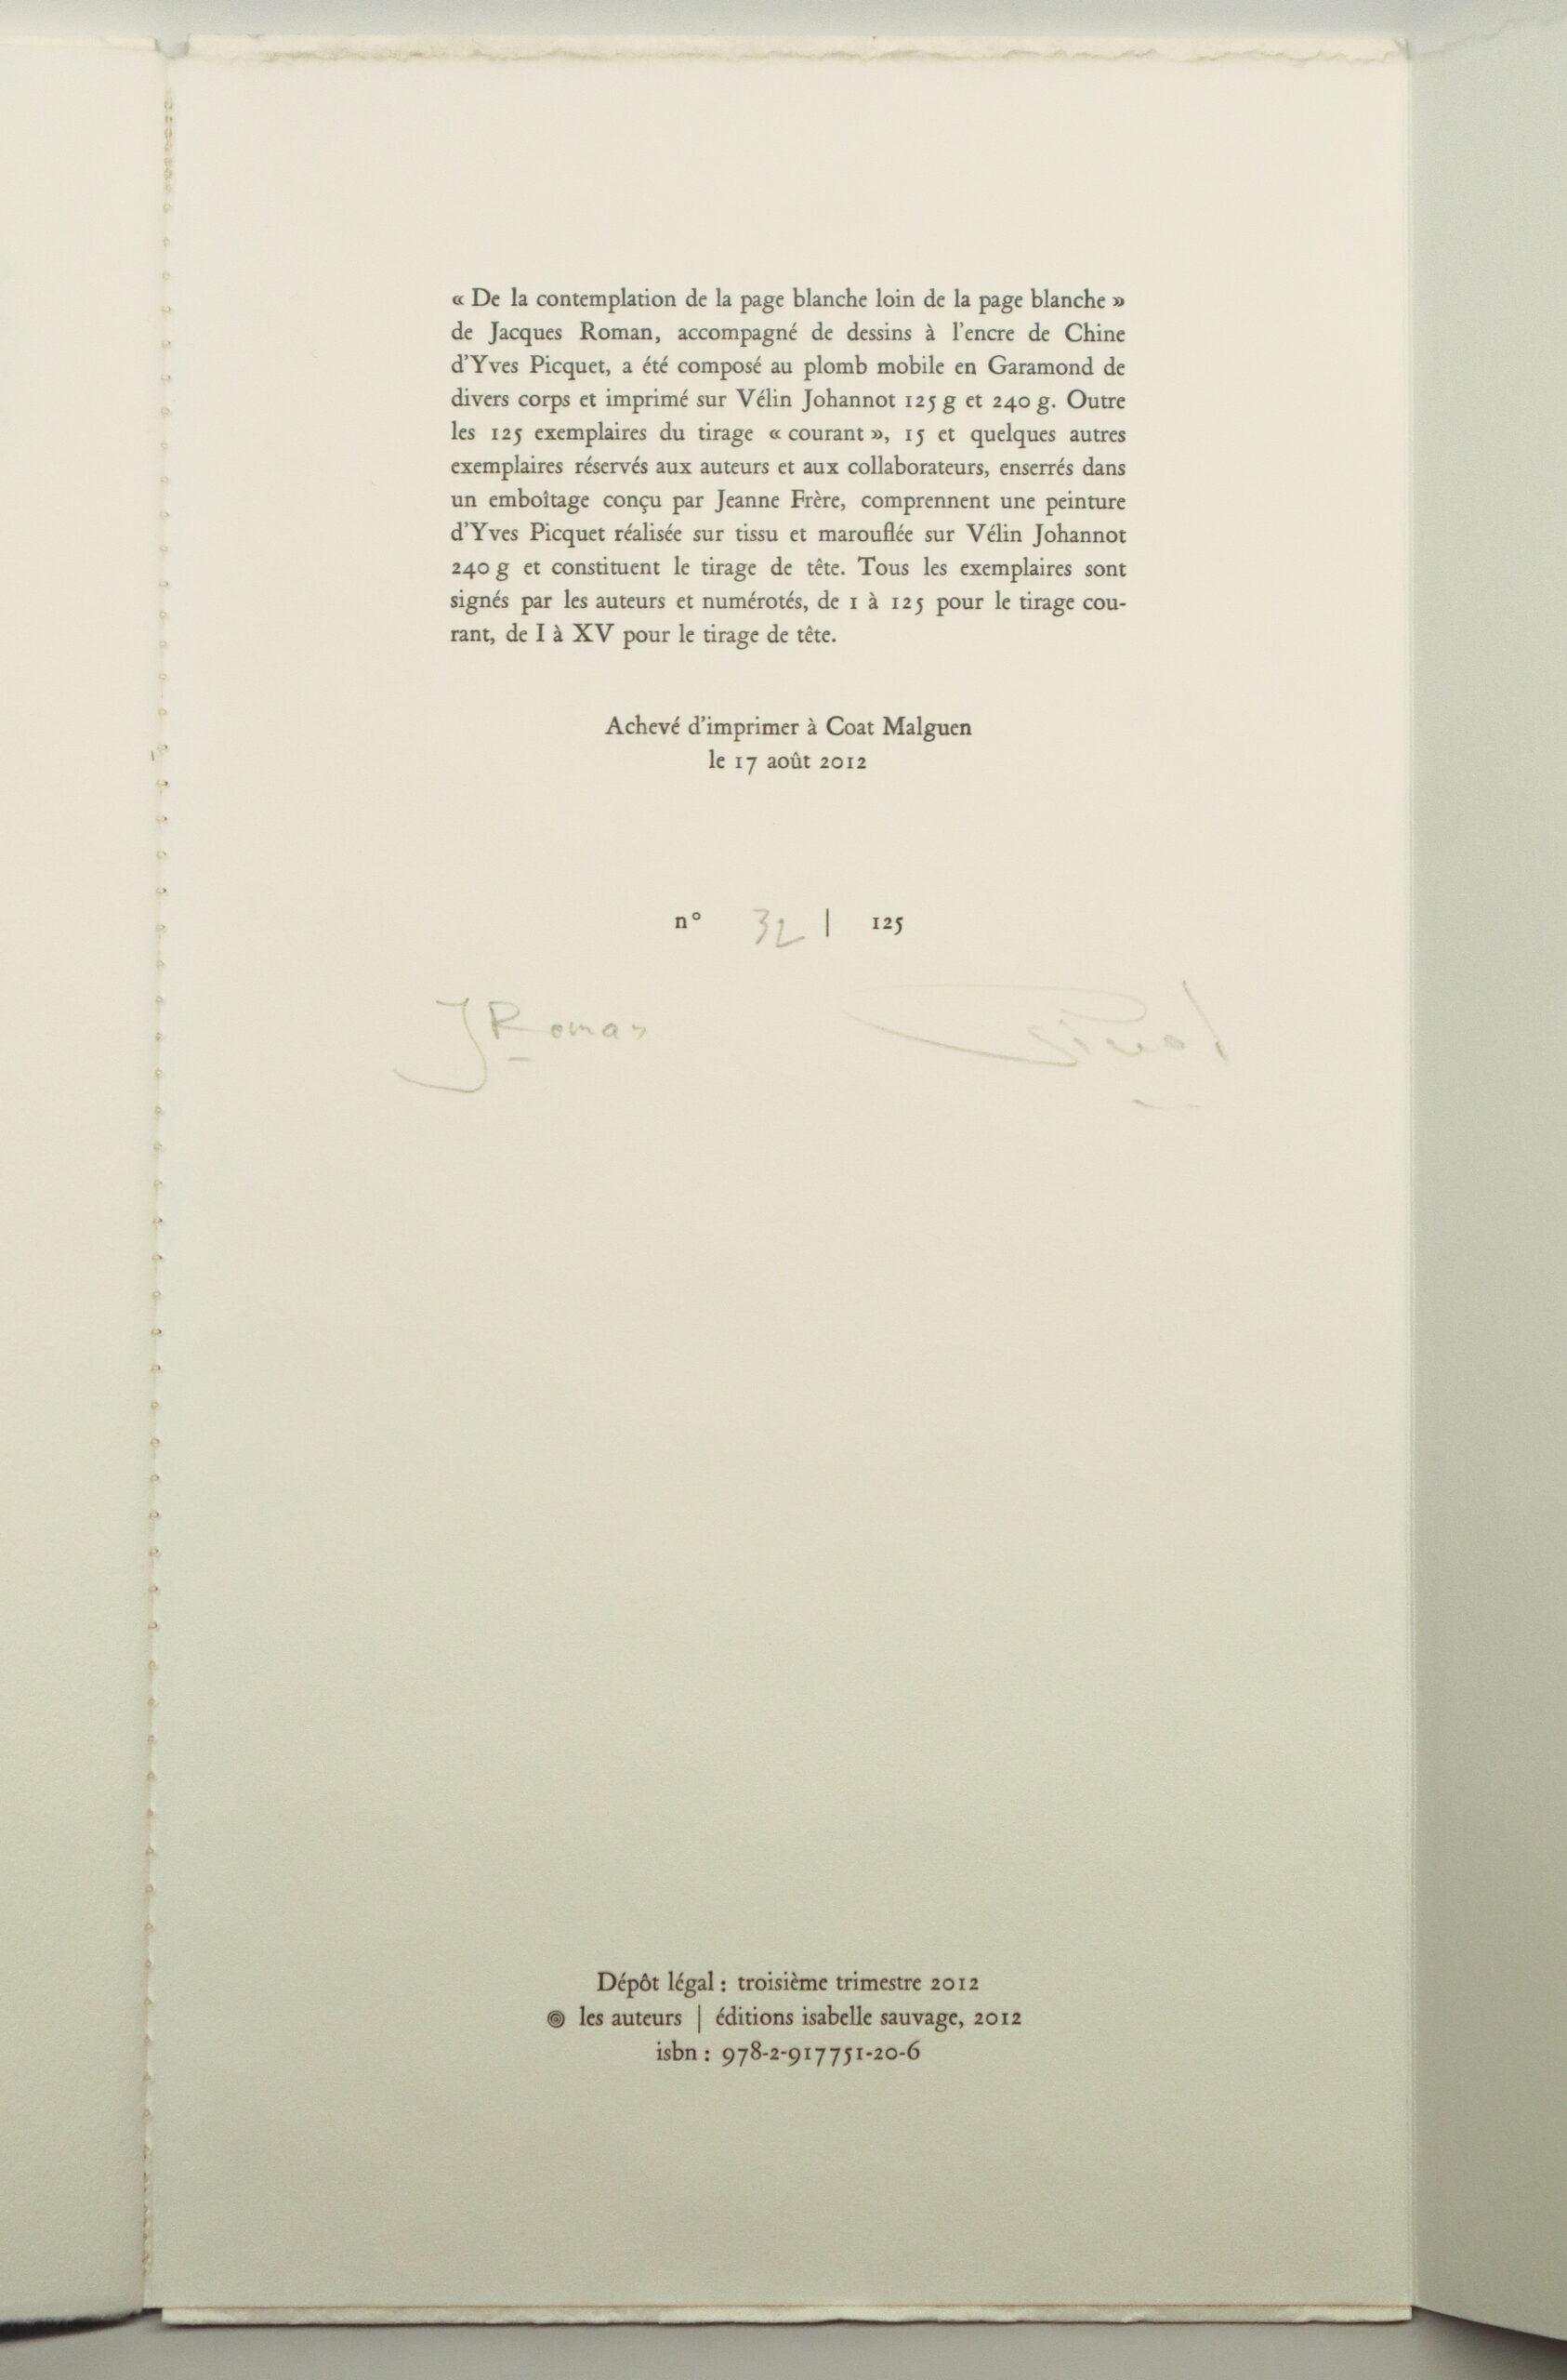 « De la contemplation de la page blanche loin de la page blanche »
de Jacques Roman, accompagné de dessins à l'encre de Chine
d'Yves Picquet, a été composé au plomb mobile en Garamond de
divers corps et imprimé sur Vélin Johannot 125 g et 240 g. Outre
les 125 exemplaires du tirage « courant », 15 et quelques autres
exemplaires réservés aux auteurs et aux collaborateurs, enserrés dans
un emboîtage conçu par Jeanne Frère, comprennent une peinture
d'Yves Picquet réalisée sur tissu et marouflée sur Vélin Johannot
240 g et constituent le tirage de tête. Tous les exemplaires sont
signés par les auteurs et numérotés, de 1 à 125 pour le tirage cou-
rant, de I à XV pour le tirage de tête.
Achevé d'imprimer à Coat Malguen
le 17 août 2012
n° 32 | 125
J Roman
Dépôt légal : troisième trimestre 2012
© les auteurs | éditions isabelle sauvage, 2012
isbn : 978-2-917751-20-6